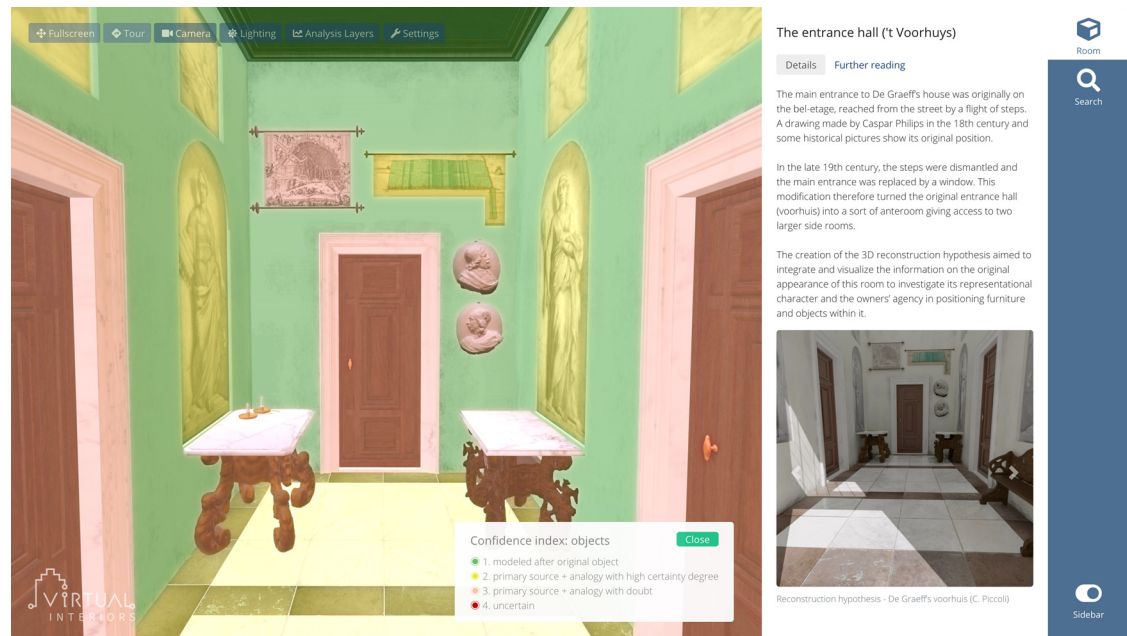 Fullscreen
Tour
Camera
Lighting
Analysis Layers
Settings
Confidence index: objects
Close
1. modeled after original object
2. primary source + analogy with high certainty degree
3. primary source + analogy with doubt
4. uncertain
VIRTUAL
INTERIORS
The entrance hall ('t Voorhuys)
Details
Further reading
The main entrance to De Graeff's house was originally on
the bel-etage, reached from the street by a flight of steps.
A drawing made by Caspar Philips in the 18th century and
some historical pictures show its original position.
In the late 19th century, the steps were dismantled and
the main entrance was replaced by a window. This
modification therefore turned the original entrance hall
(voorhuis) into a sort of anteroom giving access to two
larger side rooms.
The creation of the 3D reconstruction hypothesis aimed to
integrate and visualize the information on the original
appearance of this room to investigate its representational
character and the owners' agency in positioning furniture
and objects within it.
Reconstruction hypothesis - De Graeff's voorhuis (C. Piccoli)
Room
Search
Sidebar